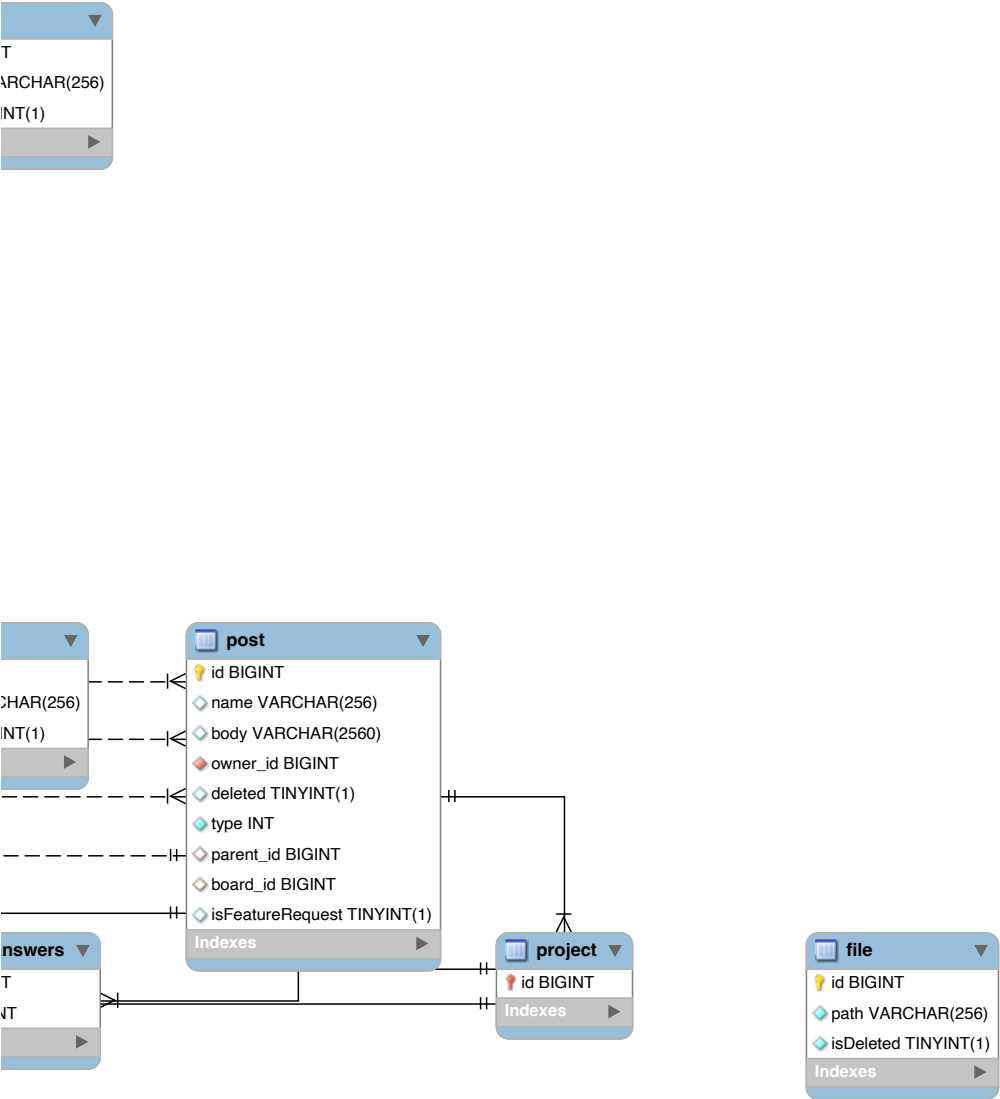 T
ARCHAR(256)
INT(1)
CHAR(256)
INT(1)
post
id BIGINT
name VARCHAR(256)
body VARCHAR(2560)
owner_id BIGINT
deleted TINYINT(1)
type INT
parent_id BIGINT
board_id BIGINT
isFeatureRequest TINYINT(1)
Indexes
nswers
T
NT
project
id BIGINT
Indexes
file
id BIGINT
path VARCHAR(256)
isDeleted TINYINT(1)
Indexes